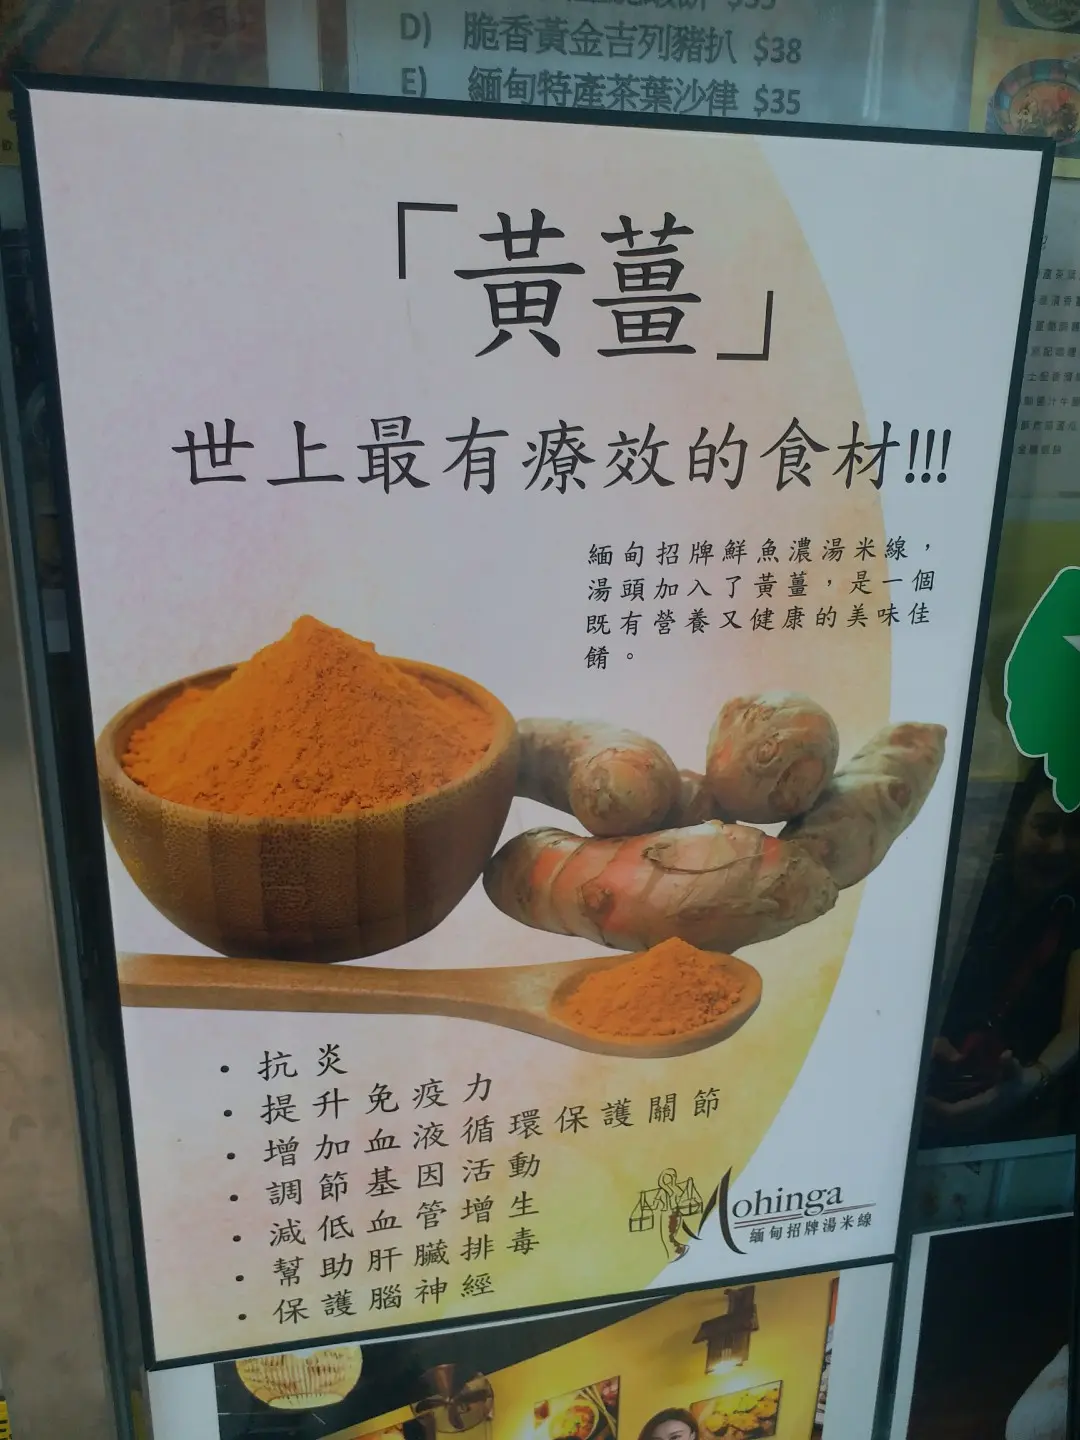 D) 脆香黃金吉列豬扒 $38
E) 緬甸特產茶葉沙律 $35
「黃薑」
世上最有療效的食材!!!
緬甸招牌鮮魚濃湯米線，
湯頭加入了黃薑，是一個
既有營養又健康的美味佳
餚。
• 抗炎
• 提升免疫力
• 增加血液循環保護關節
• 調節基因活動
• 減低血管增生
• 幫助肝臟排毒
• 保護腦神經
Mohinga
緬甸招牌湯米線